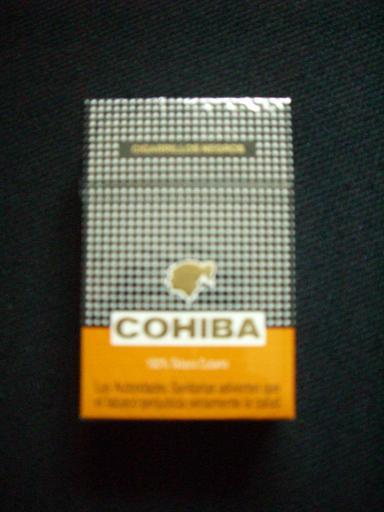 CIGARRILLOS NEGROS
COHIBA
100% Tabaco Cubano
Las Autoridades Sanitarias advierten que
el tabaco perjudica seriamente la salud.